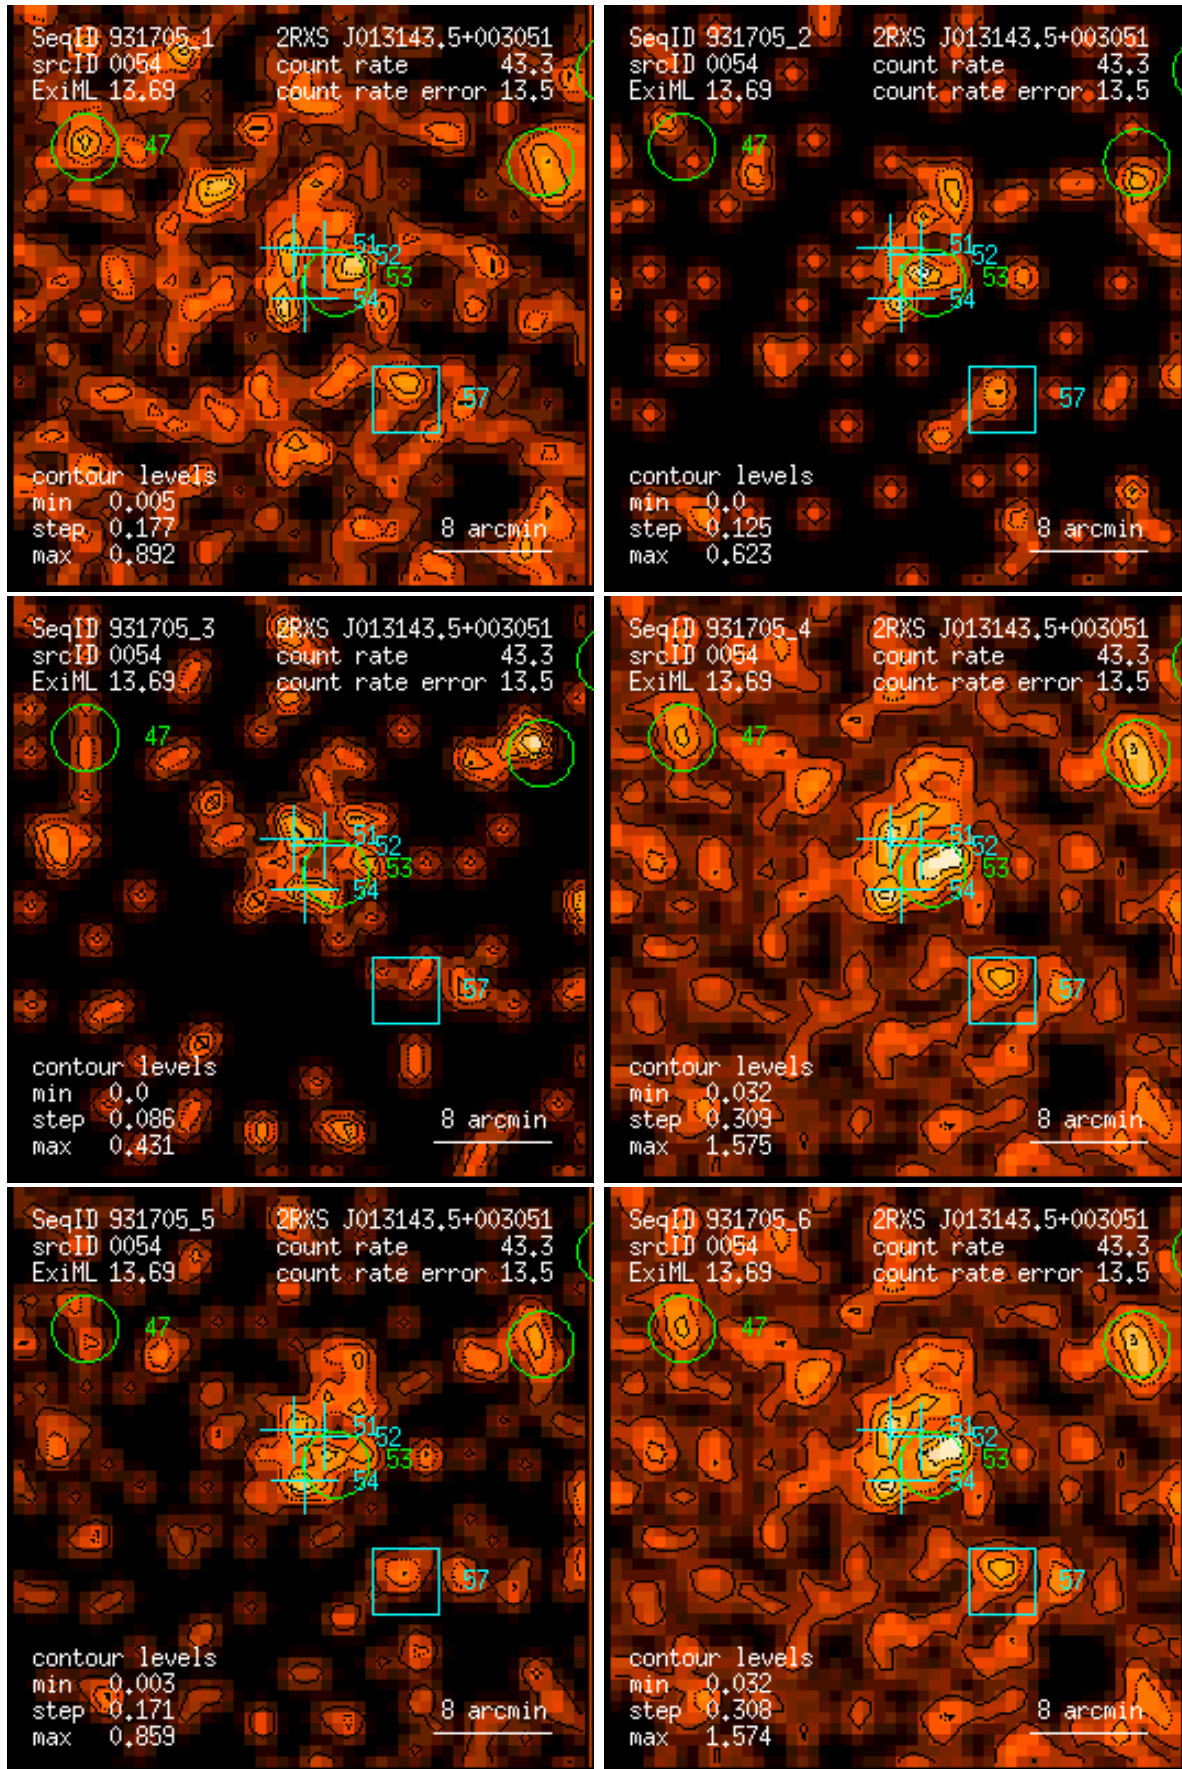 SeqID 931705_1 2RXS J013143.5+003051
srcID 0054 count rate 43.3
ExiML 13.69 count rate error 13.5
47
51
52
53
54
57
contour levels
min 0.005
step 0.177 8 arcmin
max 0.892
SeqID 931705_2 2RXS J013143.5+003051
srcID 0054 count rate 43.3
ExiML 13.69 count rate error 13.5
47
51
52
53
54
57
contour levels
min 0.0
step 0.125 8 arcmin
max 0.623
SeqID 931705_3 2RXS J013143.5+003051
srcID 0054 count rate 43.3
ExiML 13.69 count rate error 13.5
47
51
52
53
54
57
contour levels
min 0.0
step 0.086 8 arcmin
max 0.431
SeqID 931705_4 2RXS J013143.5+003051
srcID 0054 count rate 43.3
ExiML 13.69 count rate error 13.5
47
51
52
53
54
57
contour levels
min 0.032
step 0.309 8 arcmin
max 1.575
SeqID 931705_5 2RXS J013143.5+003051
srcID 0054 count rate 43.3
ExiML 13.69 count rate error 13.5
47
51
52
53
54
57
contour levels
min 0.003
step 0.171 8 arcmin
max 0.859
SeqID 931705_6 2RXS J013143.5+003051
srcID 0054 count rate 43.3
ExiML 13.69 count rate error 13.5
47
51
52
53
54
57
contour levels
min 0.032
step 0.308 8 arcmin
max 1.574